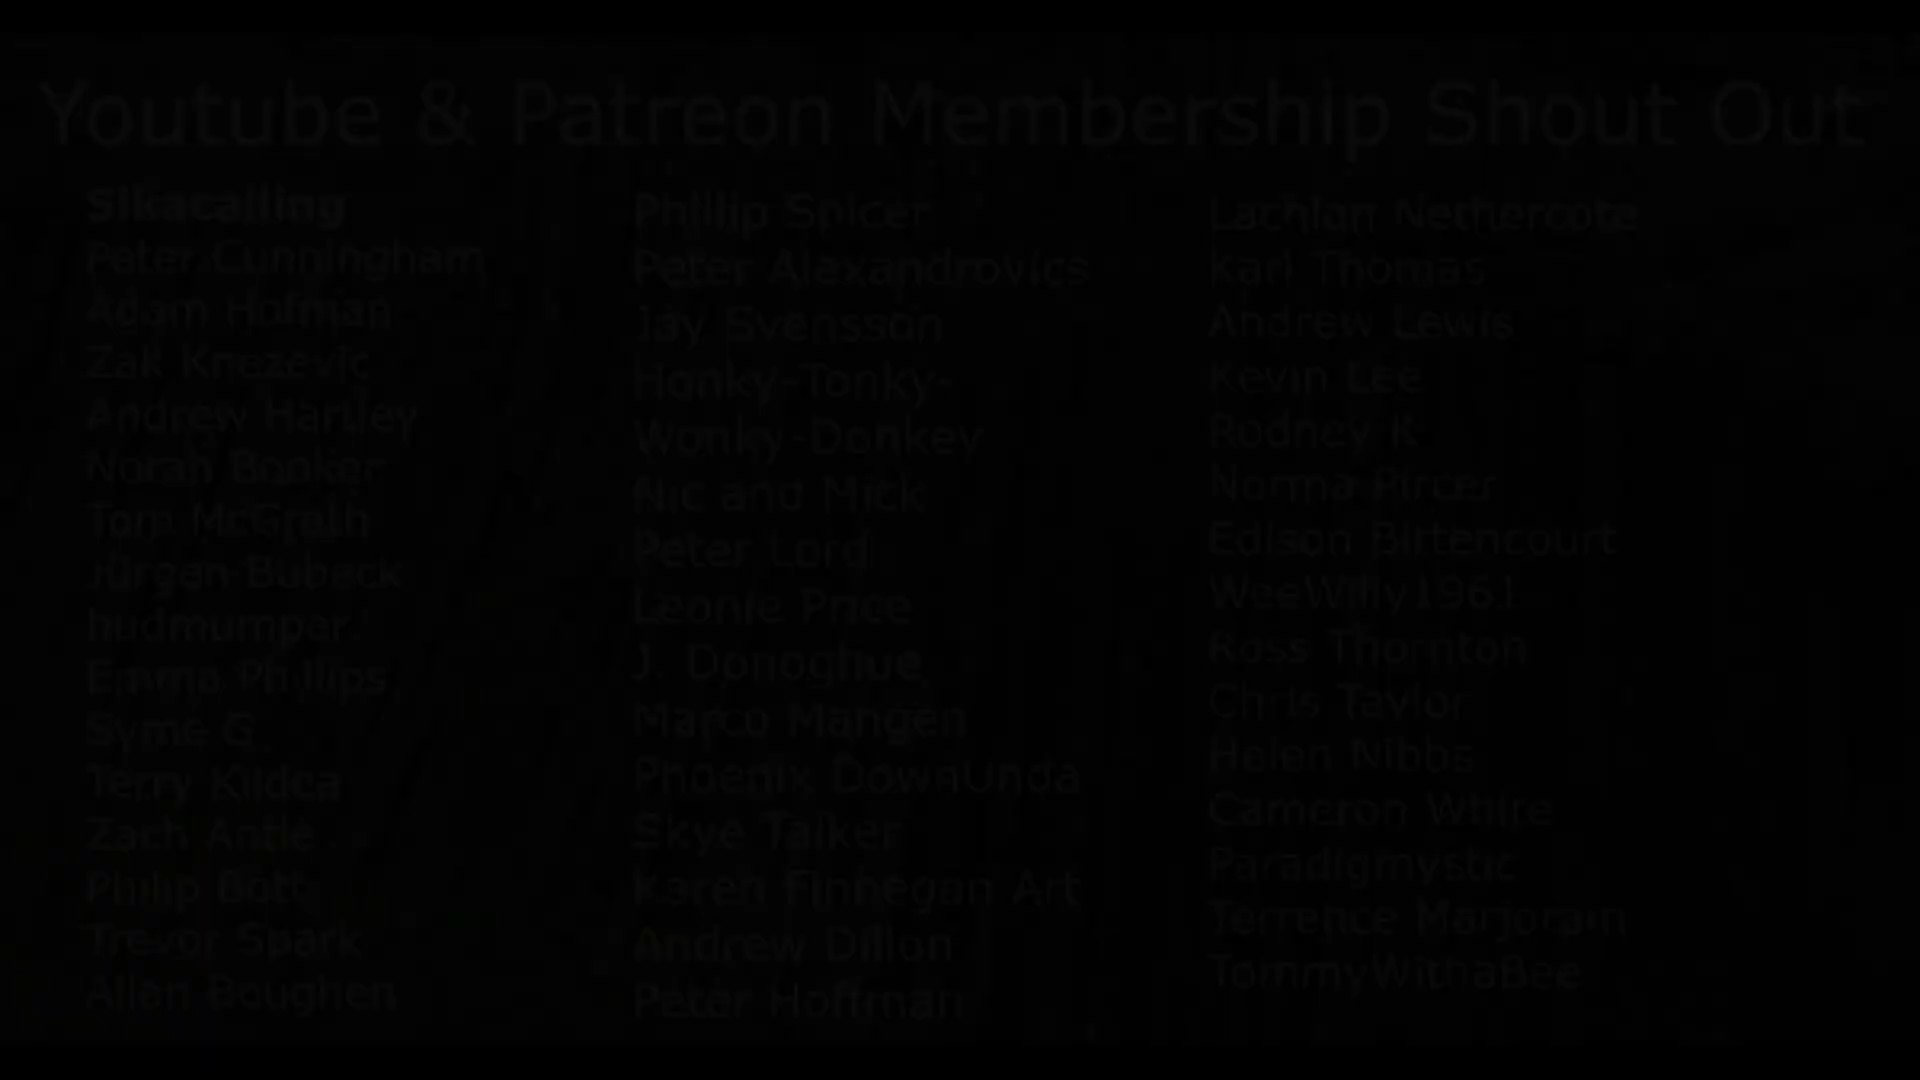 Youtube & Patreon Membership Shout Out
Sikacalling
Peter Cunningham
Adam Hofman
Zak Knezevic
Andrew Hartley
Norah Booker
Tom McGrath
Jürgen Bubeck
hudmumper
Emma Phillips
Syme G
Terry Kildea
Zach Antle
Philip Bott
Trevor Spark
Allen Boughen
Phillip Spicer
Peter Alexandrovics
Jay Svensson
Honky-Tonky-
Wonky-Donkey
Nic and Mick
Peter Lord
Leonie Price
J. Donoghue
Marco Mangen
Phoenix DownUnda
Skye Talker
Karen Finnegan Art
Andrew Dillon
Peter Hoffman
Lachlan Nethercote
Karl Thomas
Andrew Lewis
Kevin Lee
Rodney K
Norma Pircer
Edison Bittencourt
WeeWilly1961
Ross Thornton
Chris Taylor
Helen Nibbs
Cameron White
Paradigmystic
Terrence Marjoram
TommyWithaBee